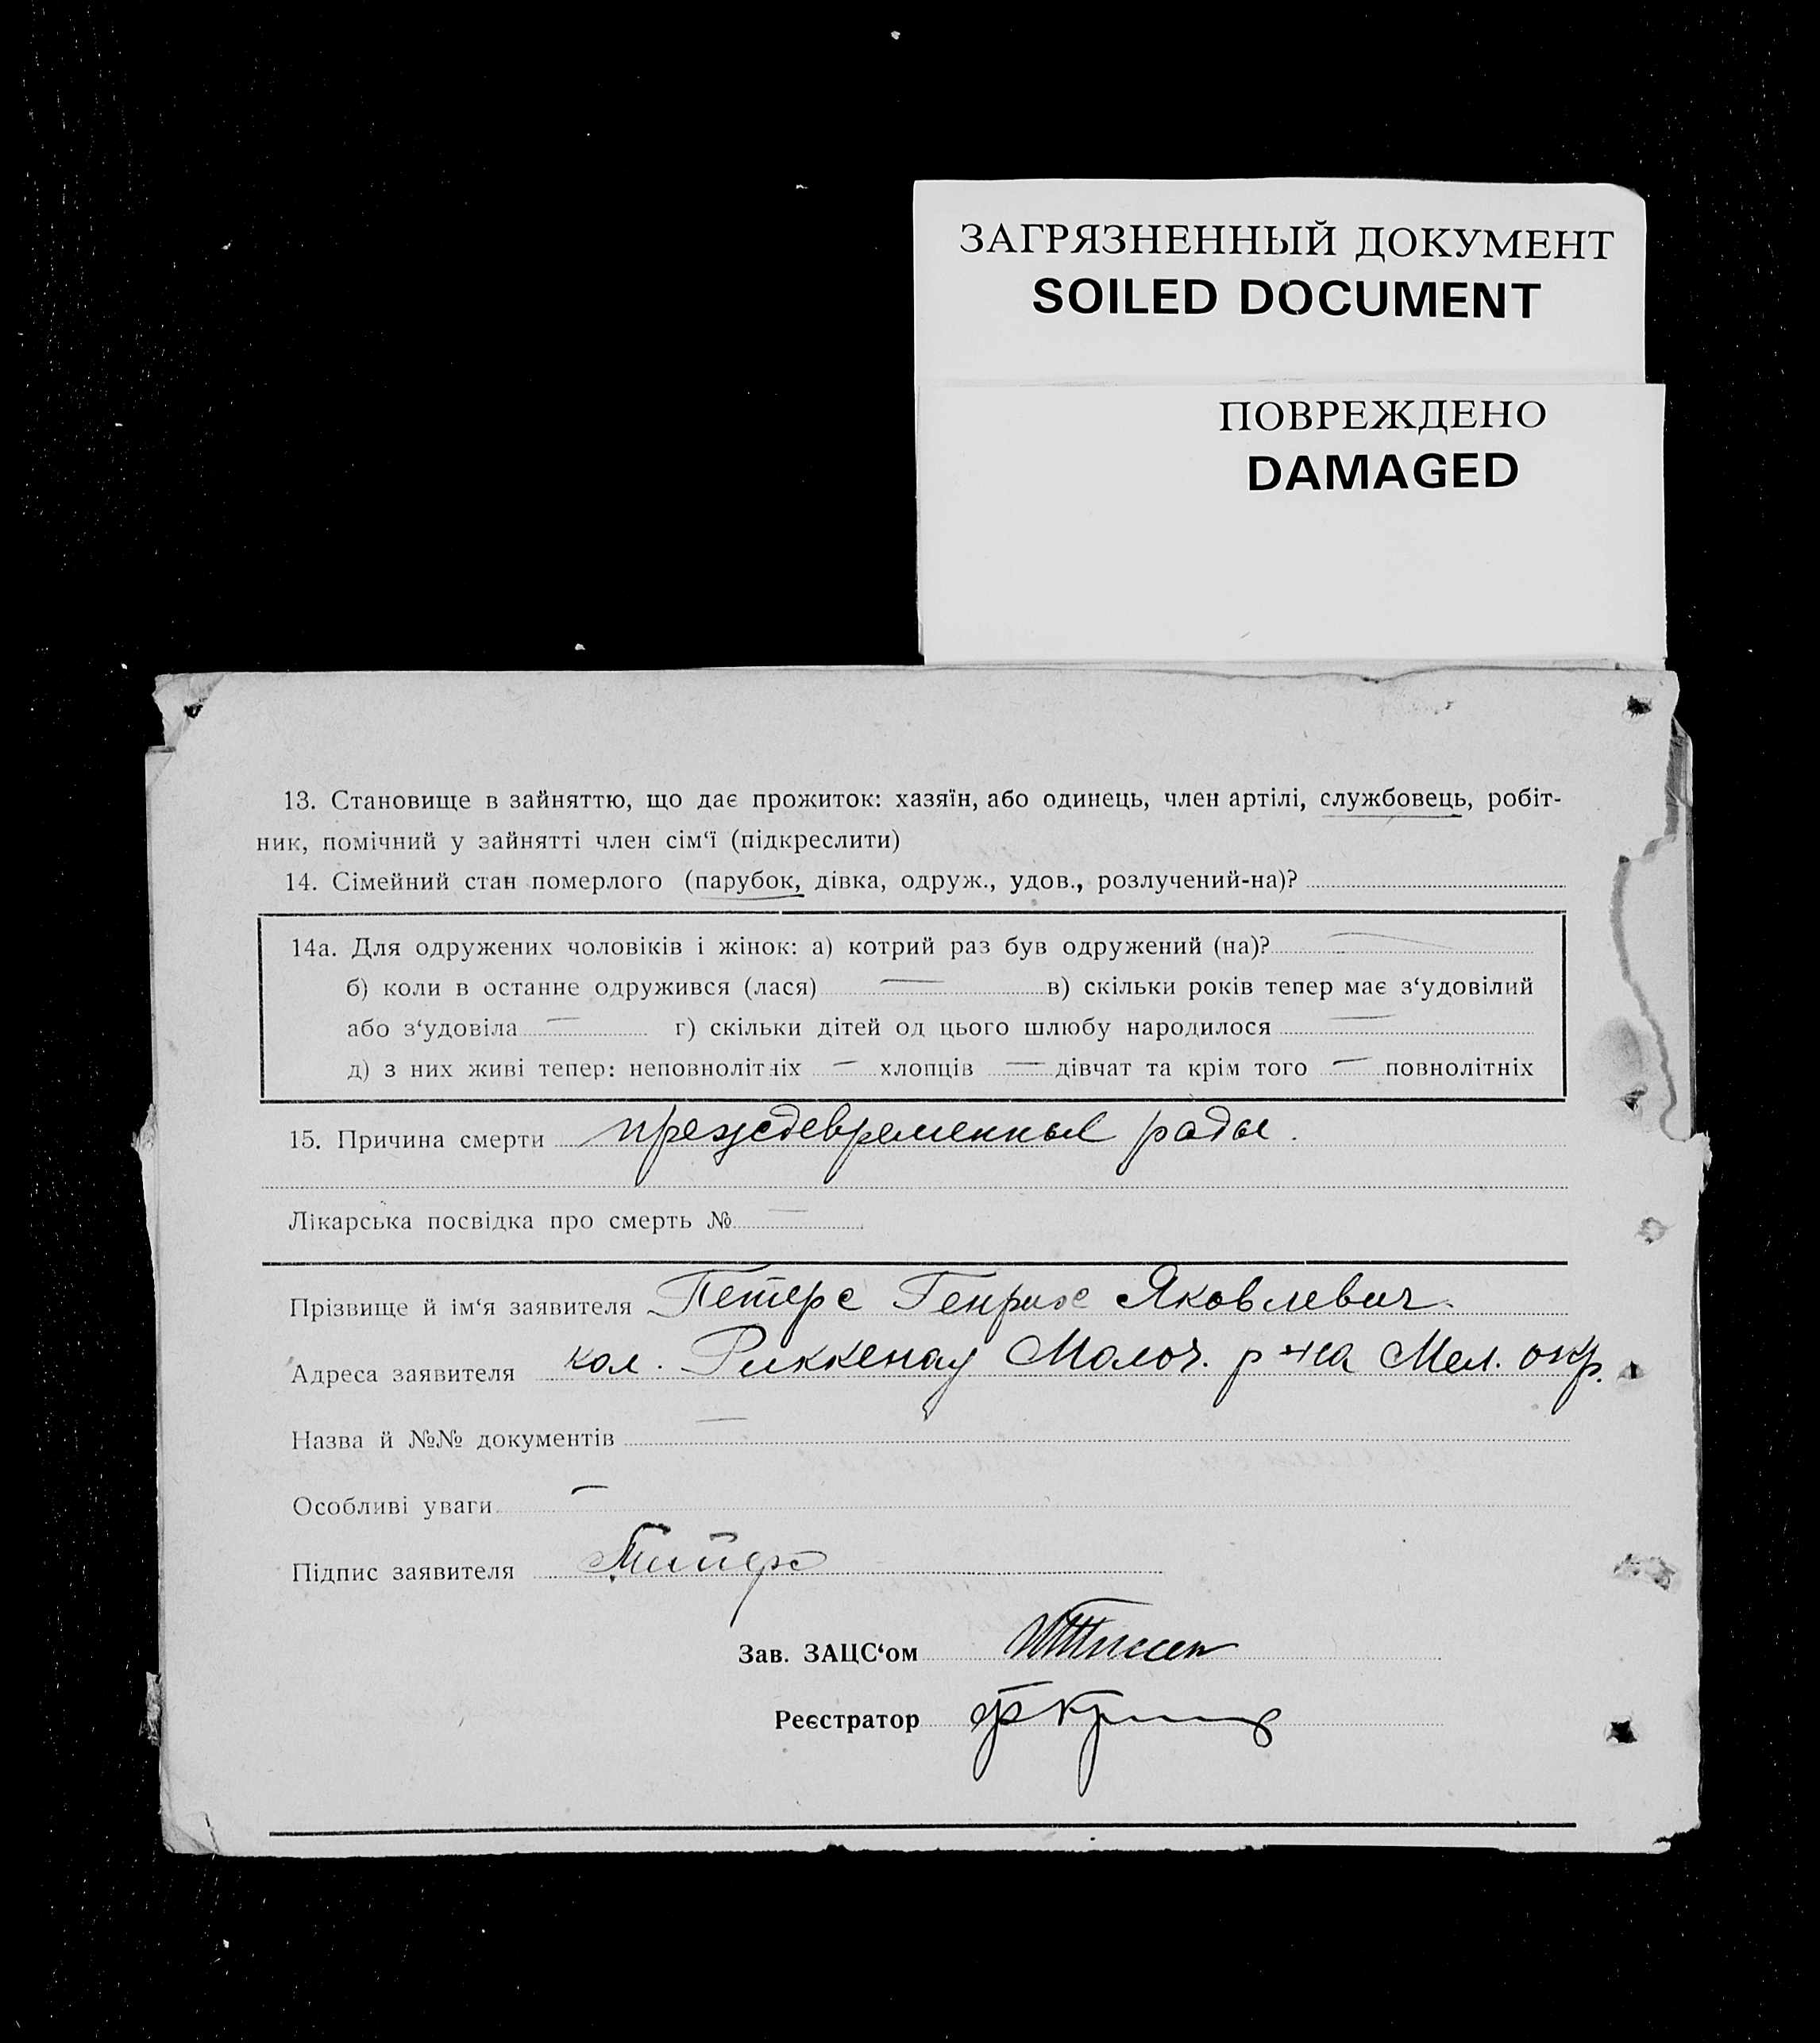 ЗАГРЯЗНЕННЫЙ ДОКУМЕНТ
SOILED DOCUMENT
ПОВРЕЖДЕНО
DAMAGED
13. Становище в зайняттю, що дає прожиток: хазяїн, або одинець, член артілі, службовець, робіт-
ник, помічний у зайнятті член сім‘ї (підкреслити)
14. Сімейний стан померлого (парубок, дівка, одруж., удов., розлучений-на)?
14а. Для одружених чоловіків і жінок: а) котрий раз був одружений (на)? —
б) коли в останне одружився (лася) — в) скільки років тепер має з‘удовілий
або з‘удовіла — г) скільки дітей од цього шлюбу народилося —
д) з них живі тепер: неповнолітніх — хлопців — дівчат та крім того — повнолітніх
15. Причина смерти преждевременные роды.
Лікарська посвідка про смерть № —
Прізвище й ім‘я заявителя Петерс Генрих Яковлевич.
Адреса заявителя кол. Риккенау Молоч. р-на Мел. окр.
Назва й №№ документів —
Особливі уваги —
Підпис заявителя Петерс
Зав. ЗАЦС‘ом Тиссен
Реєстратор